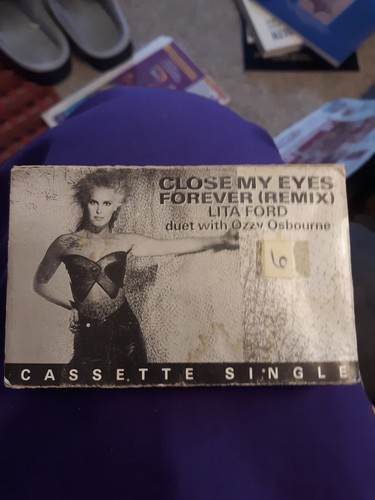 CLOSE MY EYES
FOREVER (REMIX)
LITA FORD
duet with Ozzy Osbourne
6
CASSETTE SINGLE